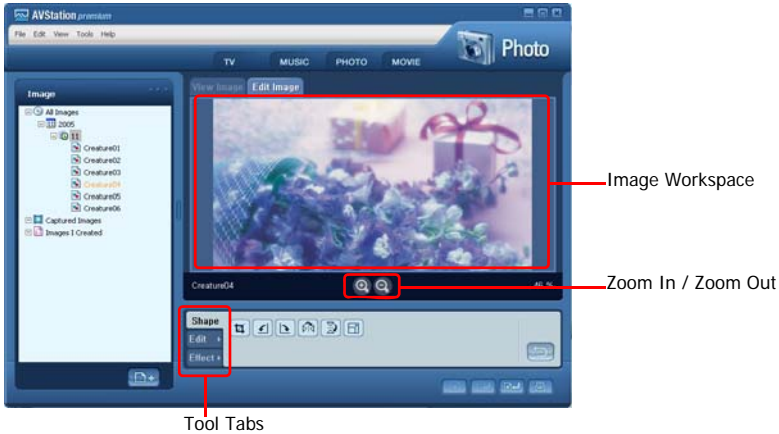 AVStation premium
File Edit View Tools Help
Photo
TV MUSIC PHOTO MOVIE
Image
View Image Edit Image
All Images
2005
11
Creature01
Creature02
Creature03
Creature04
Creature05
Creature06
Captured Images
Images I Created
Image Workspace
Creature04
46 %
Zoom In / Zoom Out
Shape
Edit
Effect
Tool Tabs